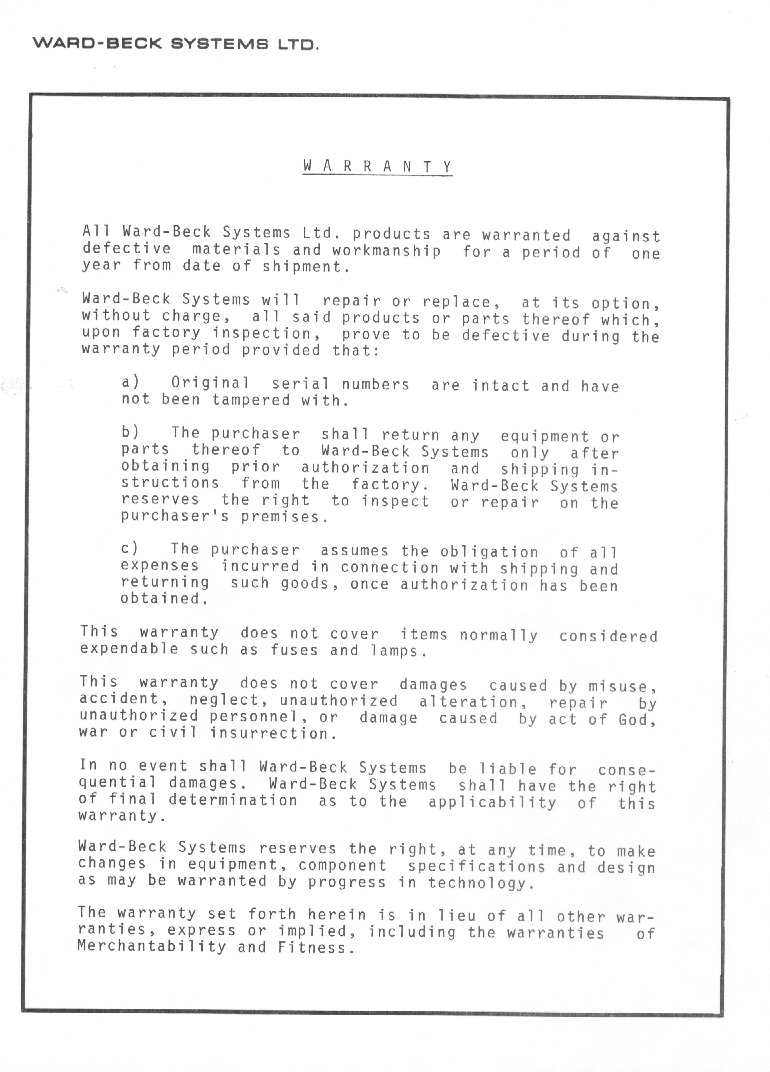 WARD-BECK SYSTEMS LTD.
W A R R A N T Y
All Ward-Beck Systems Ltd. products are warranted against
defective materials and workmanship for a period of one
year from date of shipment.
Ward-Beck Systems will repair or replace, at its option,
without charge, all said products or parts thereof which,
upon factory inspection, prove to be defective during the
warranty period provided that:
a) Original serial numbers are intact and have
not been tampered with.
b) The purchaser shall return any equipment or
parts thereof to Ward-Beck Systems only after
obtaining prior authorization and shipping in-
structions from the factory. Ward-Beck Systems
reserves the right to inspect or repair on the
purchaser's premises.
c) The purchaser assumes the obligation of all
expenses incurred in connection with shipping and
returning such goods, once authorization has been
obtained.
This warranty does not cover items normally considered
expendable such as fuses and lamps.
This warranty does not cover damages caused by misuse,
accident, neglect, unauthorized alteration, repair by
unauthorized personnel, or damage caused by act of God,
war or civil insurrection.
In no event shall Ward-Beck Systems be liable for conse-
quential damages. Ward-Beck Systems shall have the right
of final determination as to the applicability of this
warranty.
Ward-Beck Systems reserves the right, at any time, to make
changes in equipment, component specifications and design
as may be warranted by progress in technology.
The warranty set forth herein is in lieu of all other war-
ranties, express or implied, including the warranties of
Merchantability and Fitness.